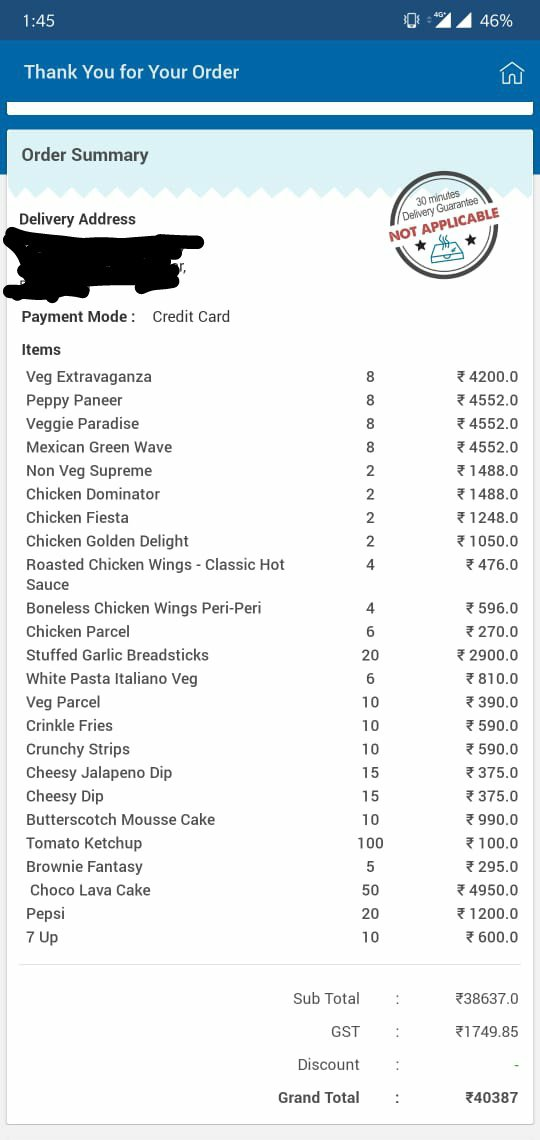 1:45 4G+ 46%
Thank You for Your Order
Order Summary
30 minutes
Delivery Guarantee
NOT APPLICABLE
Delivery Address
Payment Mode : Credit Card
Items
Veg Extravaganza 8 ₹ 4200.0
Peppy Paneer 8 ₹ 4552.0
Veggie Paradise 8 ₹ 4552.0
Mexican Green Wave 8 ₹ 4552.0
Non Veg Supreme 2 ₹ 1488.0
Chicken Dominator 2 ₹ 1488.0
Chicken Fiesta 2 ₹ 1248.0
Chicken Golden Delight 2 ₹ 1050.0
Roasted Chicken Wings - Classic Hot 4 ₹ 476.0
Sauce
Boneless Chicken Wings Peri-Peri 4 ₹ 596.0
Chicken Parcel 6 ₹ 270.0
Stuffed Garlic Breadsticks 20 ₹ 2900.0
White Pasta Italiano Veg 6 ₹ 810.0
Veg Parcel 10 ₹ 390.0
Crinkle Fries 10 ₹ 590.0
Crunchy Strips 10 ₹ 590.0
Cheesy Jalapeno Dip 15 ₹ 375.0
Cheesy Dip 15 ₹ 375.0
Butterscotch Mousse Cake 10 ₹ 990.0
Tomato Ketchup 100 ₹ 100.0
Brownie Fantasy 5 ₹ 295.0
Choco Lava Cake 50 ₹ 4950.0
Pepsi 20 ₹ 1200.0
7 Up 10 ₹ 600.0
Sub Total : ₹38637.0
GST : ₹1749.85
Discount : -
Grand Total : ₹40387